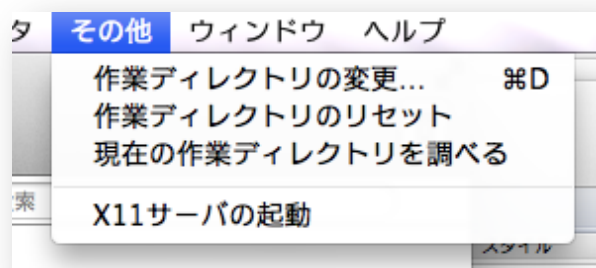 タ その他 ウィンドウ ヘルプ
作業ディレクトリの変更... ⌘D
作業ディレクトリのリセット
現在の作業ディレクトリを調べる
索
X11サーバの起動
スタイル